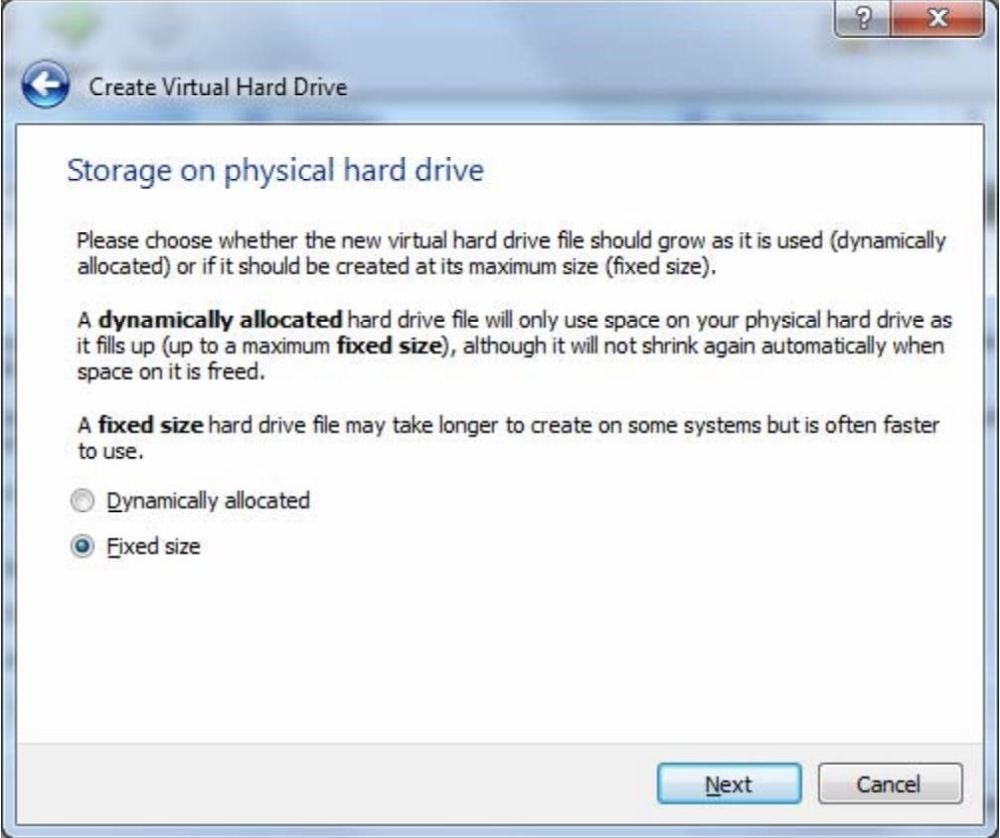 ?
Create Virtual Hard Drive
Storage on physical hard drive
Please choose whether the new virtual hard drive file should grow as it is used (dynamically
allocated) or if it should be created at its maximum size (fixed size).
A dynamically allocated hard drive file will only use space on your physical hard drive as
it fills up (up to a maximum fixed size), although it will not shrink again automatically when
space on it is freed.
A fixed size hard drive file may take longer to create on some systems but is often faster
to use.
Dynamically allocated
Fixed size
Next Cancel